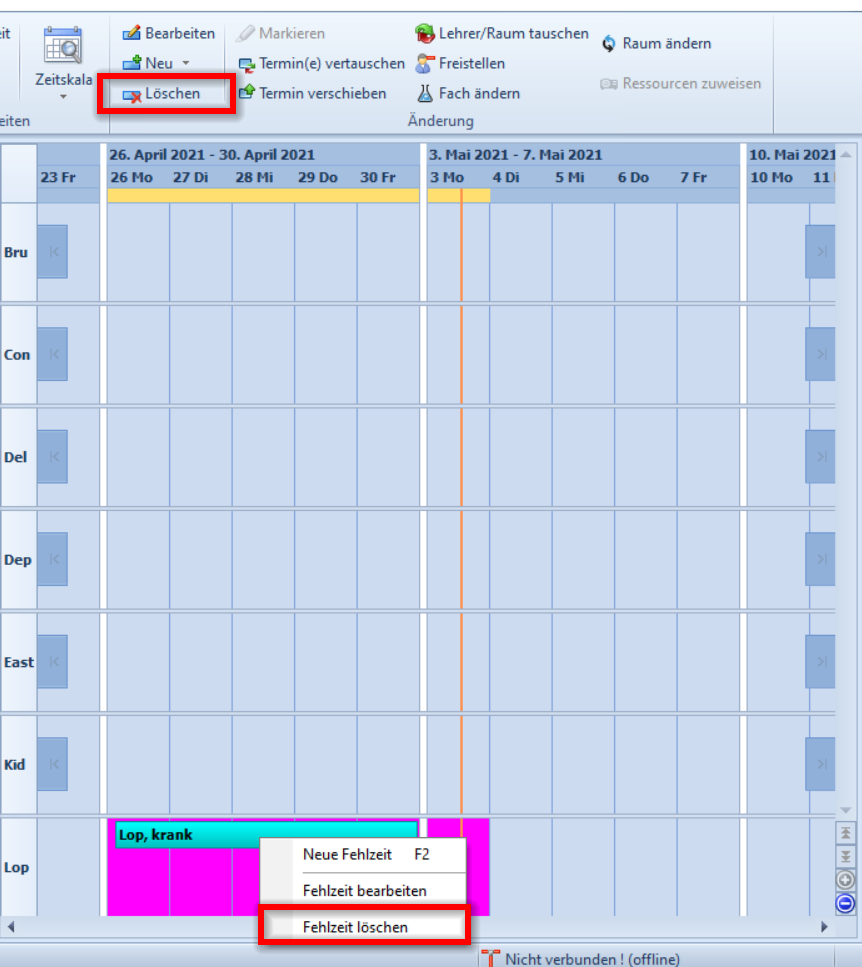 eit
Bearbeiten
Markieren
Lehrer/Raum tauschen
Raum ändern
Zeitskala
Neu
Termin(e) vertauschen
Freistellen
Ressourcen zuweisen
Löschen
Termin verschieben
Fach ändern
eiten
Änderung
26. April 2021 - 30. April 2021
3. Mai 2021 - 7. Mai 2021
10. Mai 2021
23 Fr 26 Mo 27 Di 28 Mi 29 Do 30 Fr 3 Mo 4 Di 5 Mi 6 Do 7 Fr 10 Mo 11
Bru
Con
Del
Dep
East
Kid
Lop
Lop, krank
Neue Fehlzeit F2
Fehlzeit bearbeiten
Fehlzeit löschen
Nicht verbunden ! (offline)